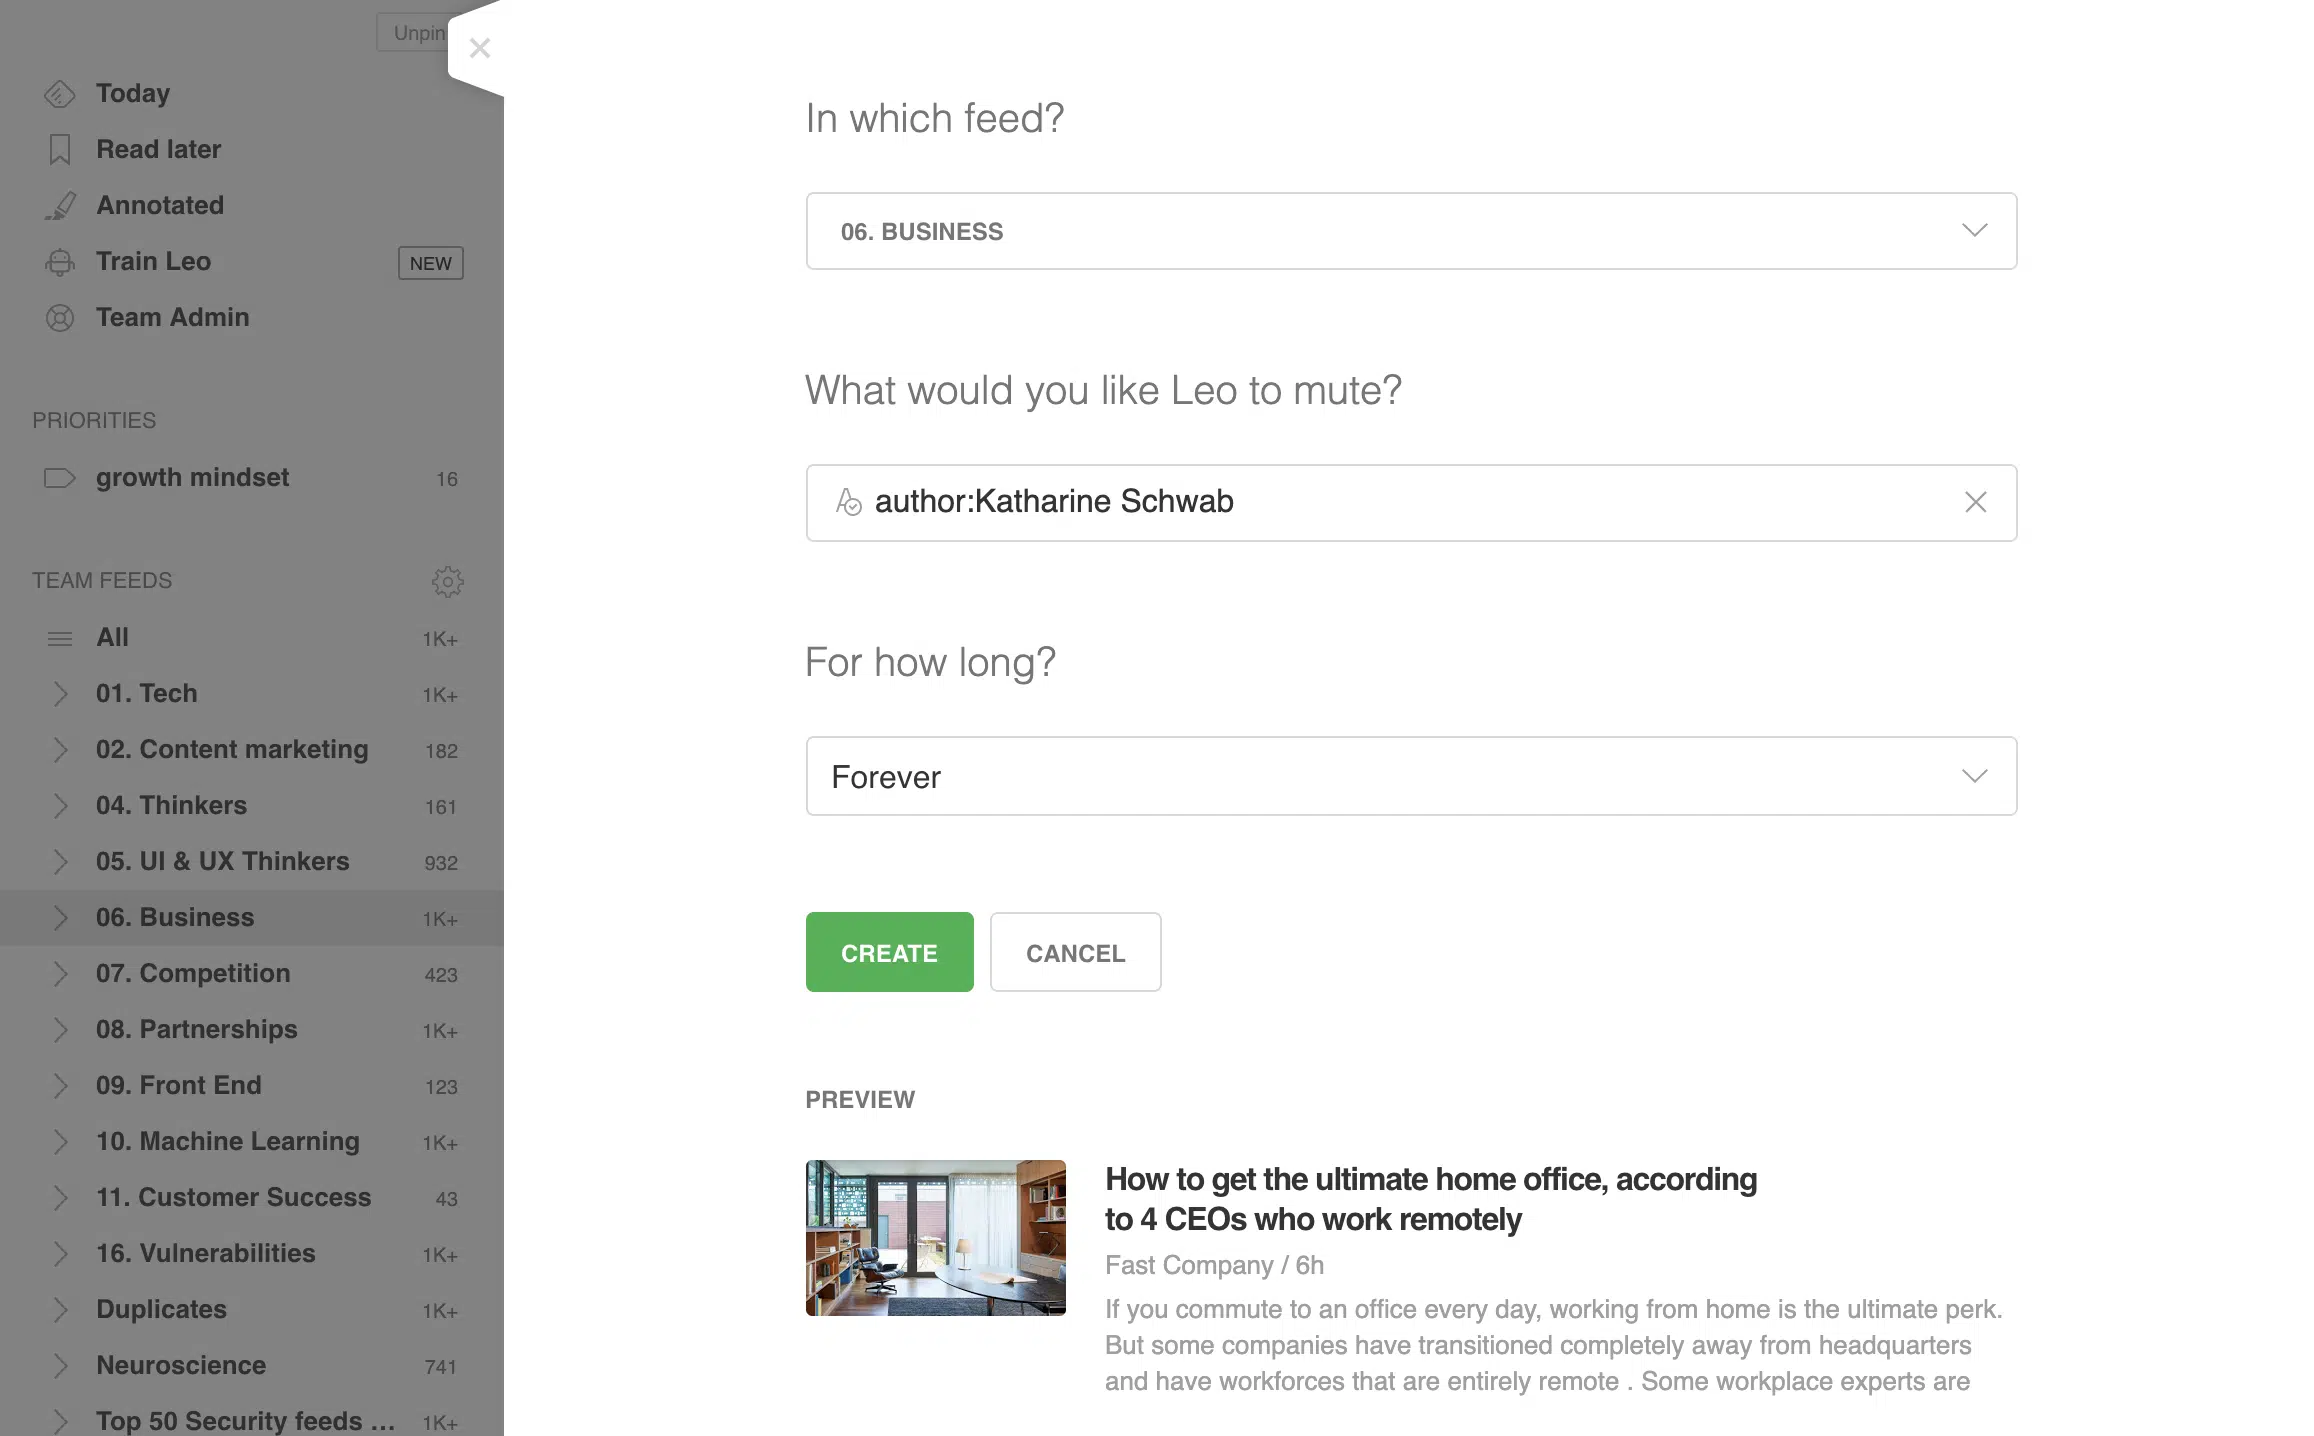 Unpin
Today
Read later
Annotated
Train Leo
NEW
Team Admin
PRIORITIES
growth mindset
16
TEAM FEEDS
All
1K+
01. Tech
1K+
02. Content marketing
182
04. Thinkers
161
05. UI & UX Thinkers
932
06. Business
1K+
07. Competition
423
08. Partnerships
1K+
09. Front End
123
10. Machine Learning
1K+
11. Customer Success
43
16. Vulnerabilities
1K+
Duplicates
1K+
Neuroscience
741
Top 50 Security feeds ...
1K+
In which feed?
06. BUSINESS
What would you like Leo to mute?
author:Katharine Schwab
For how long?
Forever
CREATE
CANCEL
PREVIEW
How to get the ultimate home office, according
to 4 CEOs who work remotely
Fast Company / 6h
If you commute to an office every day, working from home is the ultimate perk.
But some companies have transitioned completely away from headquarters
and have workforces that are entirely remote . Some workplace experts are